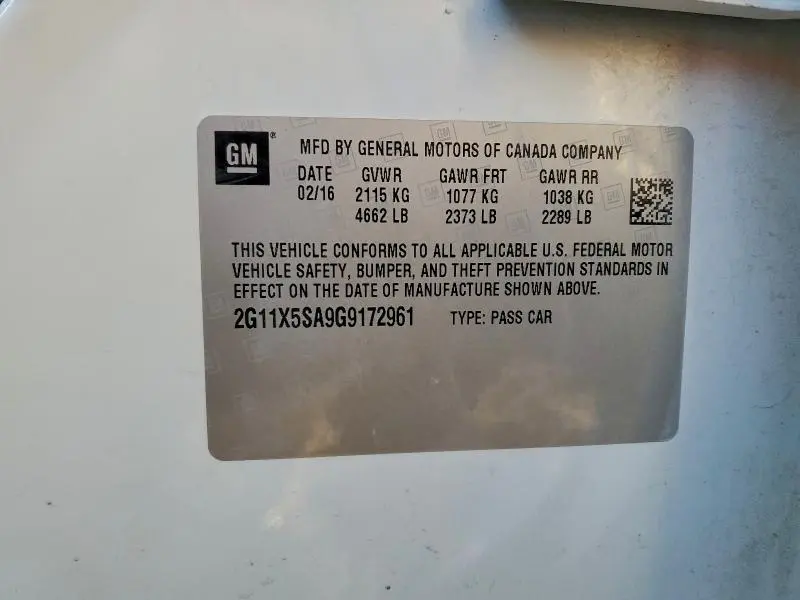 GM ® MFD BY GENERAL MOTORS OF CANADA COMPANY
DATE GVWR GAWR FRT GAWR RR
02/16 2115 KG 1077 KG 1038 KG
4662 LB 2373 LB 2289 LB
THIS VEHICLE CONFORMS TO ALL APPLICABLE U.S. FEDERAL MOTOR
VEHICLE SAFETY, BUMPER, AND THEFT PREVENTION STANDARDS IN
EFFECT ON THE DATE OF MANUFACTURE SHOWN ABOVE.
2G11X5SA9G9172961 TYPE: PASS CAR